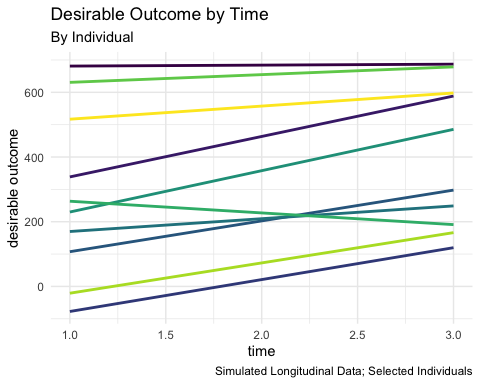 Desirable Outcome by Time
By Individual
desirable outcome
600
400
200
0
1.0 1.5 2.0 2.5 3.0
time
Simulated Longitudinal Data; Selected Individuals